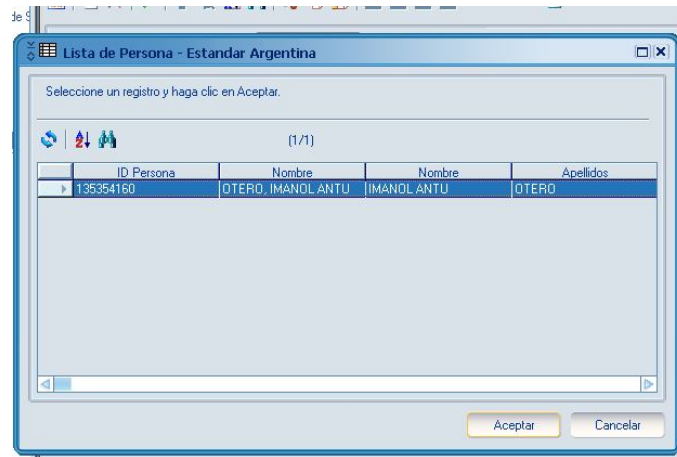 de S
Lista de Persona - Estandar Argentina
Seleccione un registro y haga clic en Aceptar.
(1/1)
ID Persona Nombre Nombre Apellidos
135354160 OTERO, IMANOL ANTU IMANOL ANTU OTERO
Aceptar Cancelar